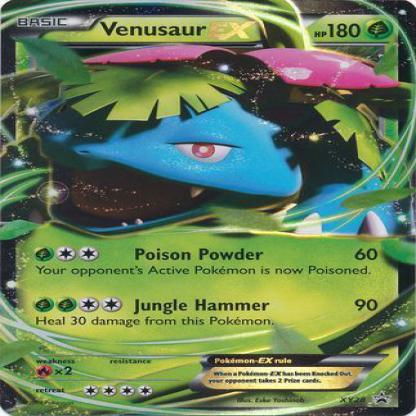 BASIC Venusaur EX HP180
Poison Powder 60
Your opponent's Active Pokémon is now Poisoned.
Jungle Hammer 90
Heal 30 damage from this Pokémon.
weakness resistance
×2
retreat
Pokémon-EX rule
When a Pokémon-EX has been Knocked Out,
your opponent takes 2 Prize cards.
Illus. Eske Yoshinob
XY28
PROMO